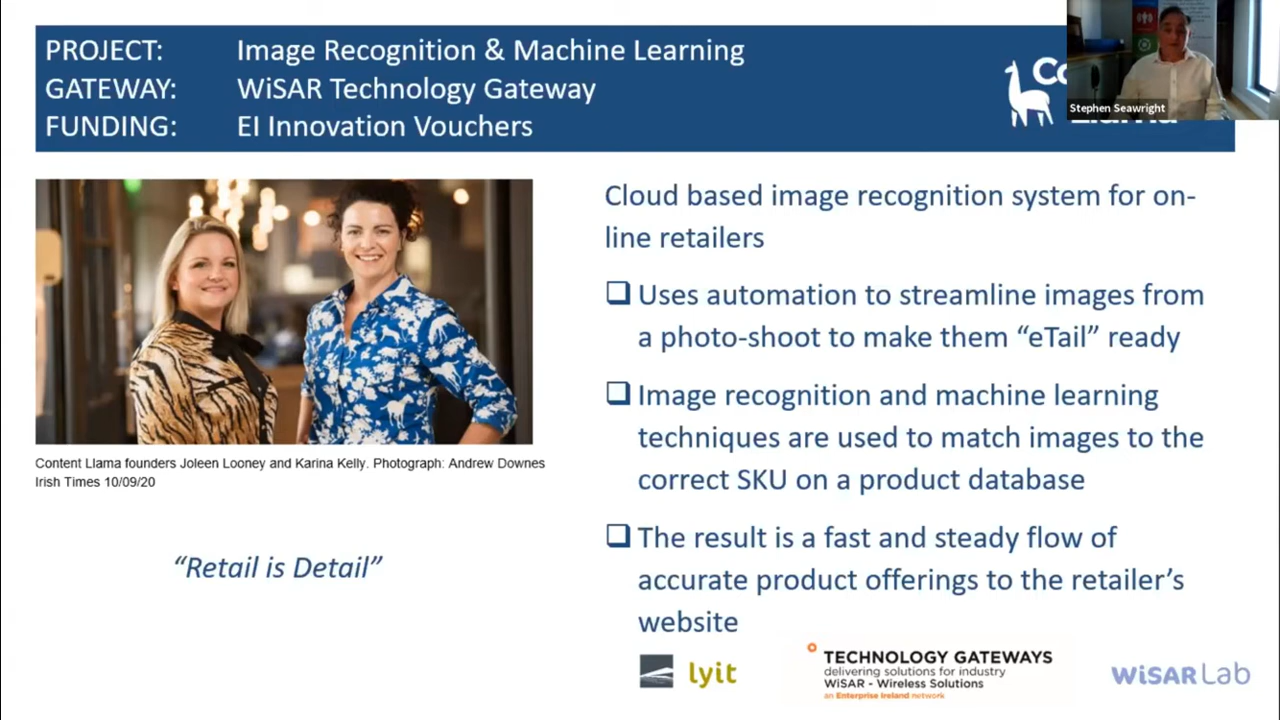 PROJECT: Image Recognition & Machine Learning
GATEWAY: WiSAR Technology Gateway
FUNDING: EI Innovation Vouchers
Stephen Seawright
Cloud based image recognition system for on-
line retailers
Uses automation to streamline images from
a photo-shoot to make them “eTail” ready
Image recognition and machine learning
techniques are used to match images to the
correct SKU on a product database
The result is a fast and steady flow of
accurate product offerings to the retailer’s
website
Content Llama founders Joleen Looney and Karina Kelly. Photograph: Andrew Downes
Irish Times 10/09/20
“Retail is Detail”
lyit
TECHNOLOGY GATEWAYS
delivering solutions for industry
WiSAR - Wireless Solutions
an Enterprise Ireland network
WiSAR Lab